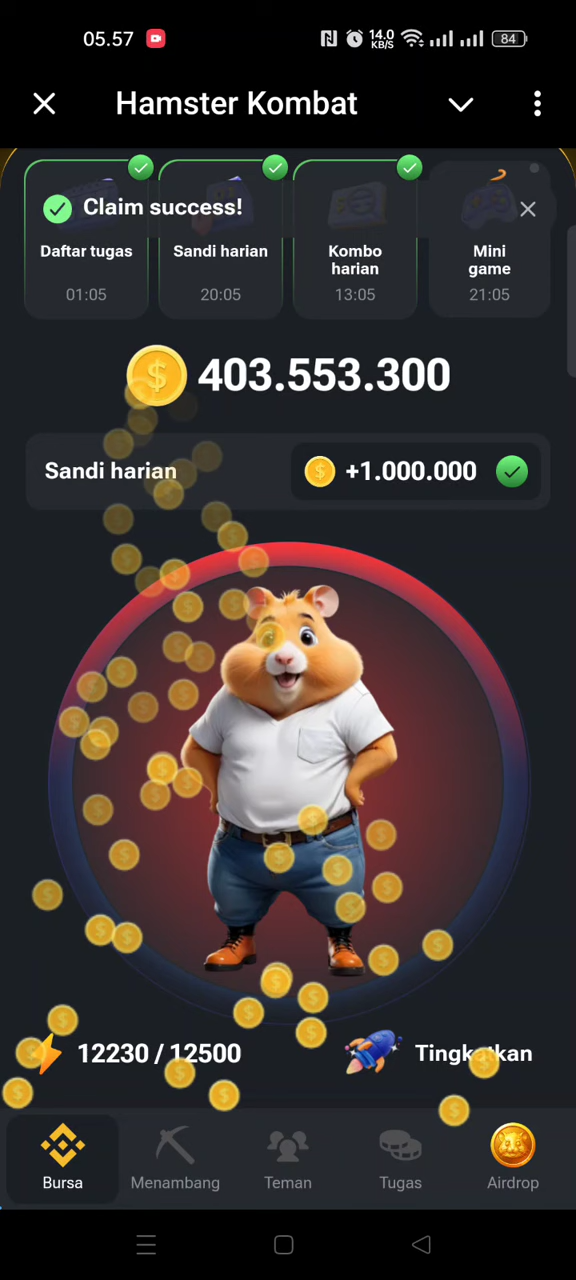 05.57
14.0
KB/S
84
Hamster Kombat
Claim success!
Daftar tugas
Sandi harian
Kombo
harian
Mini
game
01:05
20:05
13:05
21:05
403.553.300
Sandi harian
+1.000.000
12230 / 12500
Tingkatkan
Bursa
Menambang
Teman
Tugas
Airdrop